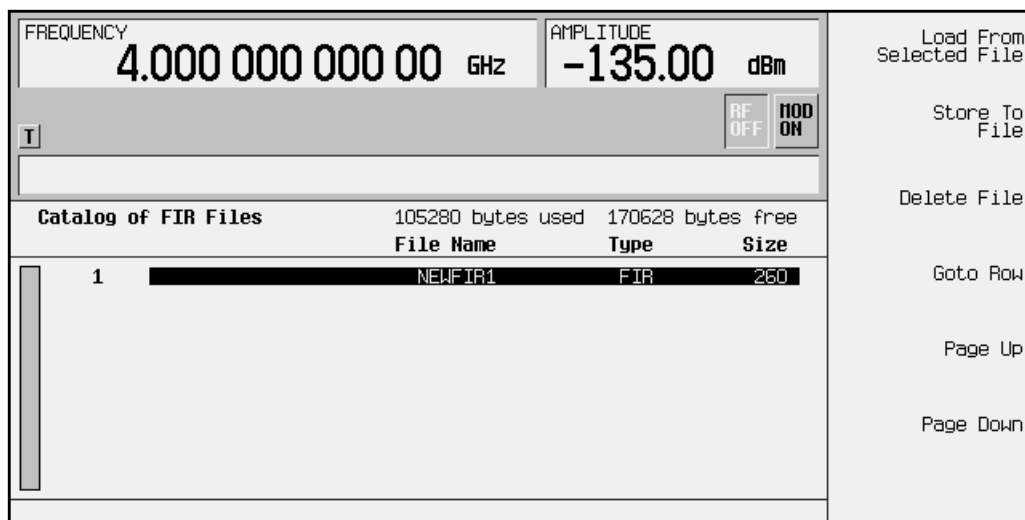 FREQUENCY
4.000 000 000 00 GHz
AMPLITUDE
-135.00 dBm
RF OFF
MOD ON
T
Catalog of FIR Files 105280 bytes used 170628 bytes free
File Name Type Size
1 NEWFIR1 FIR 260
Load From
Selected File
Store To
File
Delete File
Goto Row
Page Up
Page Down